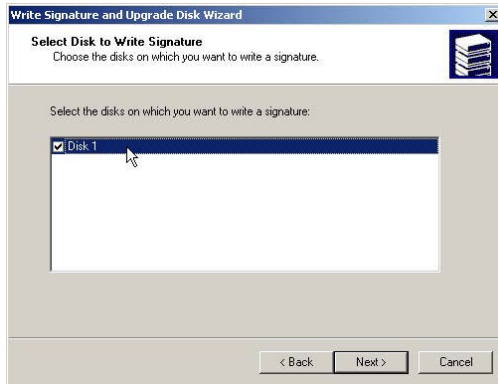 Write Signature and Upgrade Disk Wizard
Select Disk to Write Signature
Choose the disks on which you want to write a signature.
Select the disks on which you want to write a signature:
Disk 1
< Back
Next >
Cancel